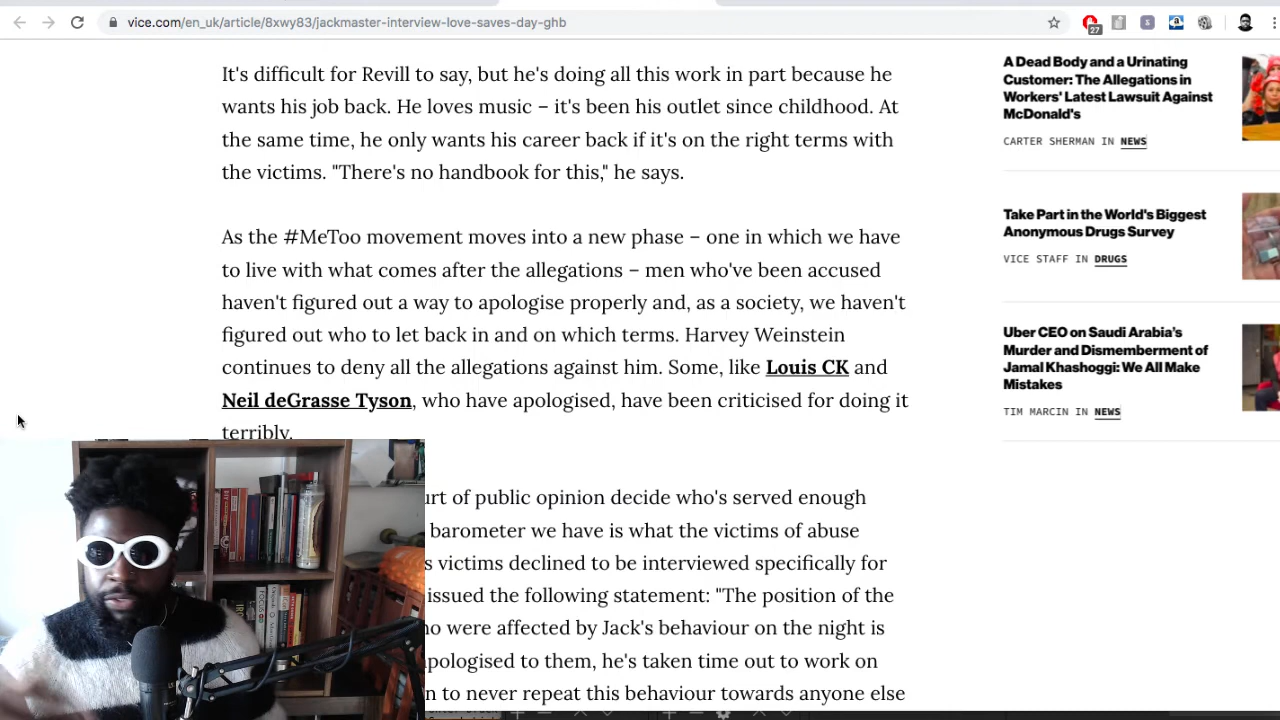 vice.com/en_uk/article/8xwy83/jackmaster-interview-love-saves-day-ghb
27
It's difficult for Revill to say, but he's doing all this work in part because he
wants his job back. He loves music – it's been his outlet since childhood. At
the same time, he only wants his career back if it's on the right terms with
the victims. "There's no handbook for this," he says.
As the #MeToo movement moves into a new phase – one in which we have
to live with what comes after the allegations – men who've been accused
haven't figured out a way to apologise properly and, as a society, we haven't
figured out who to let back in and on which terms. Harvey Weinstein
continues to deny all the allegations against him. Some, like Louis CK and
Neil deGrasse Tyson, who have apologised, have been criticised for doing it
terribly.
urt of public opinion decide who's served enough
barometer we have is what the victims of abuse
s victims declined to be interviewed specifically for
issued the following statement: "The position of the
ho were affected by Jack's behaviour on the night is
pologised to them, he's taken time out to work on
n to never repeat this behaviour towards anyone else
A Dead Body and a Urinating
Customer: The Allegations in
Workers' Latest Lawsuit Against
McDonald's
CARTER SHERMAN IN NEWS
Take Part in the World's Biggest
Anonymous Drugs Survey
VICE STAFF IN DRUGS
Uber CEO on Saudi Arabia's
Murder and Dismemberment of
Jamal Khashoggi: We All Make
Mistakes
TIM MARCIN IN NEWS